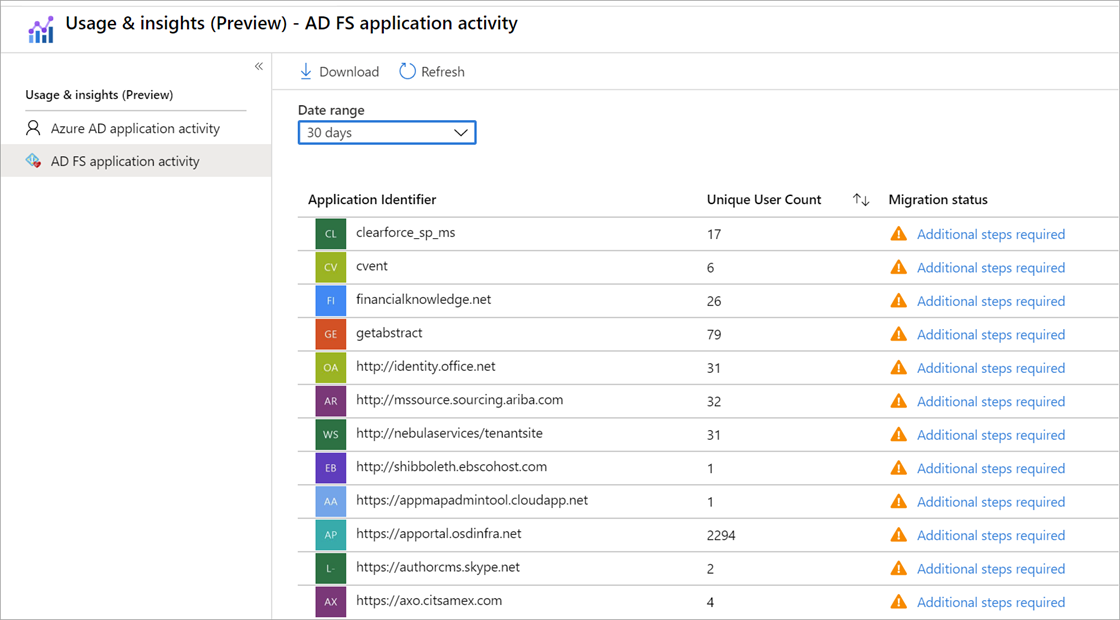 Usage & insights (Preview) - AD FS application activity
«
Usage & insights (Preview)
Azure AD application activity
AD FS application activity
Download Refresh
Date range
30 days
Application Identifier Unique User Count Migration status
CL clearforce_sp_ms 17 Additional steps required
CV cvent 6 Additional steps required
FI financialknowledge.net 26 Additional steps required
GE getabstract 79 Additional steps required
OA http://identity.office.net 31 Additional steps required
AR http://mssource.sourcing.ariba.com 32 Additional steps required
WS http://nebulaservices/tenantsite 31 Additional steps required
EB http://shibboleth.ebscohost.com 1 Additional steps required
AA https://appmapadmintool.cloudapp.net 1 Additional steps required
AP https://apportal.osdinfra.net 2294 Additional steps required
L- https://authorcms.skype.net 2 Additional steps required
AX https://axo.citsamex.com 4 Additional steps required